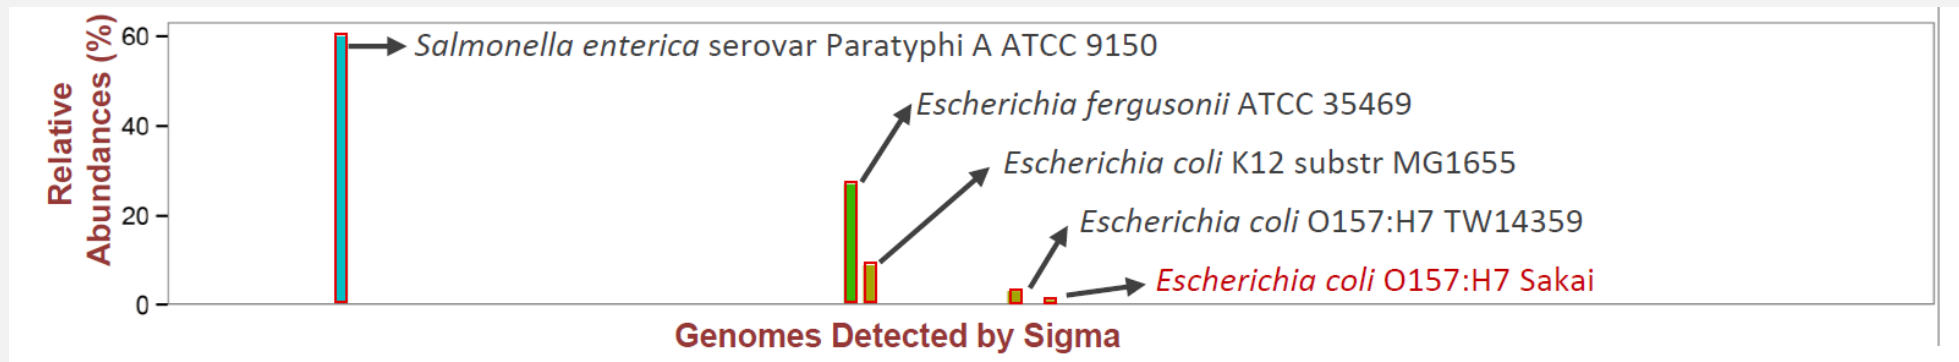 Relative
Abundances (%)
60
40
20
0
Salmonella enterica serovar Paratyphi A ATCC 9150
Escherichia fergusonii ATCC 35469
Escherichia coli K12 substr MG1655
Escherichia coli O157:H7 TW14359
Escherichia coli O157:H7 Sakai
Genomes Detected by Sigma